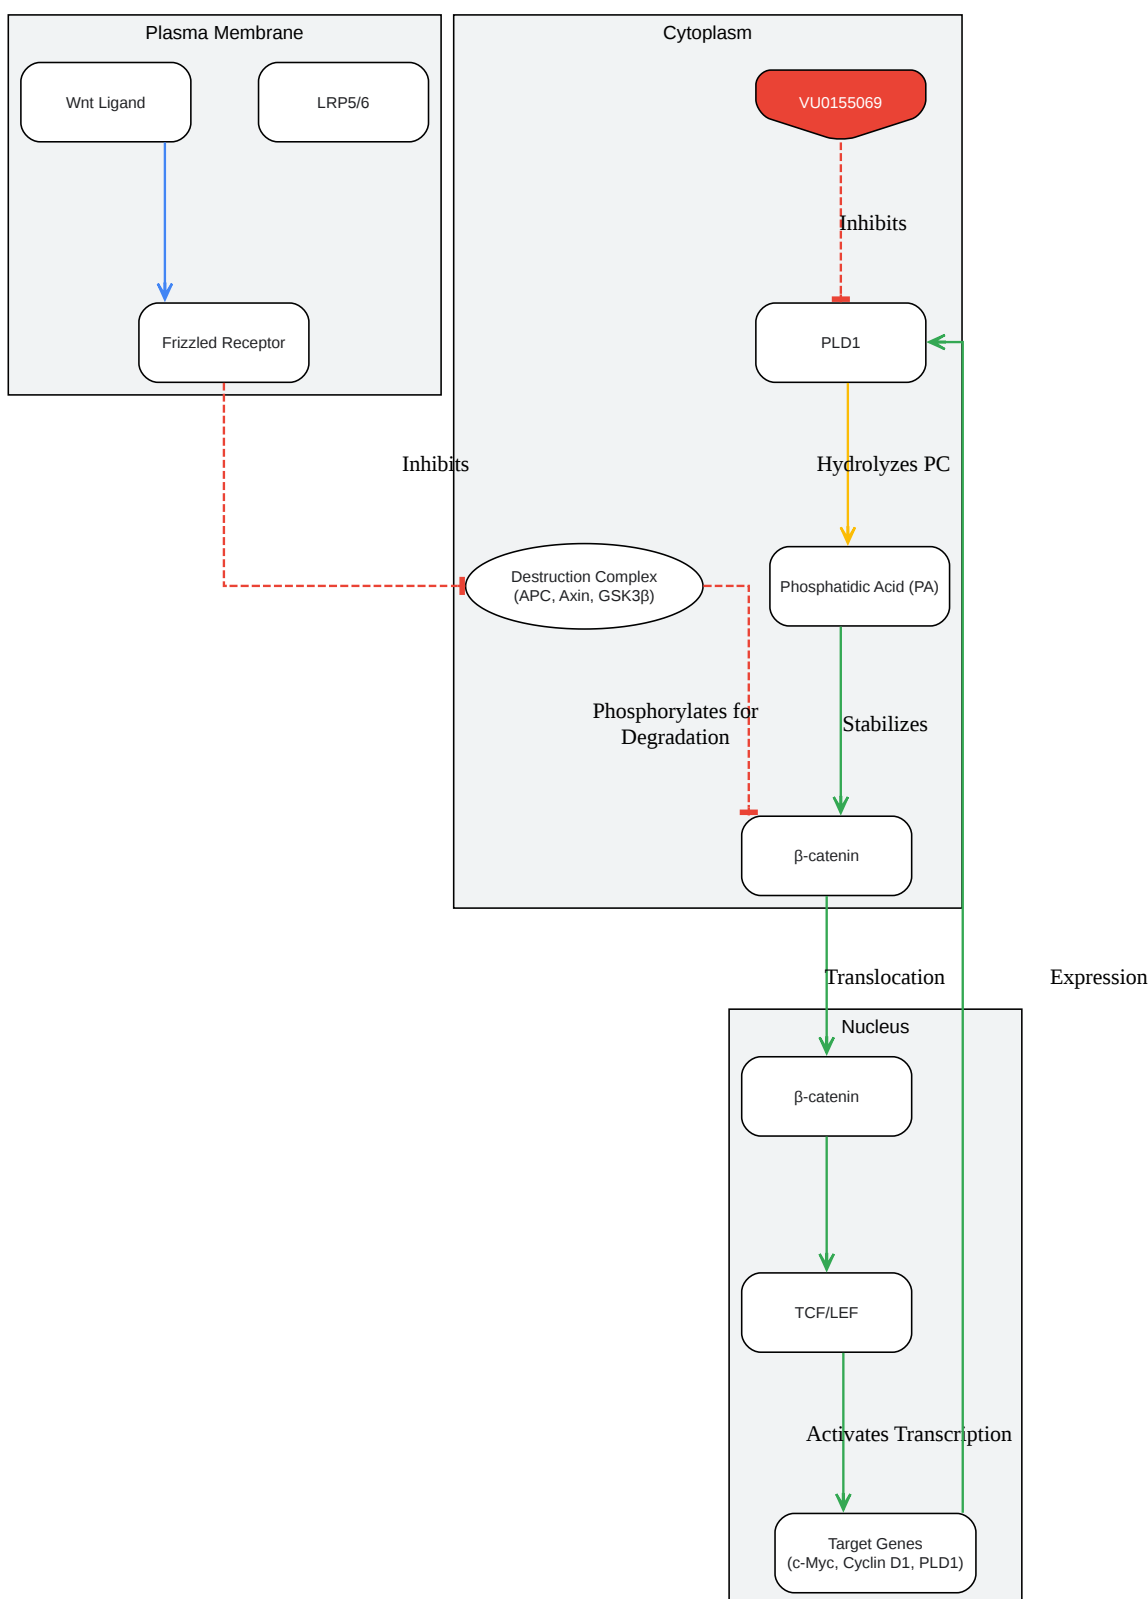 Plasma Membrane
Cytoplasm
Wnt Ligand
LRP5/6
VU0155069
Inhibits
Frizzled Receptor
PLD1
Inhibits
Hydrolyzes PC
Destruction Complex
(APC, Axin, GSK3β)
Phosphatidic Acid (PA)
Phosphorylates for
Degradation
Stabilizes
β-catenin
Translocation
Expression
Nucleus
β-catenin
TCF/LEF
Activates Transcription
Target Genes
(c-Myc, Cyclin D1, PLD1)